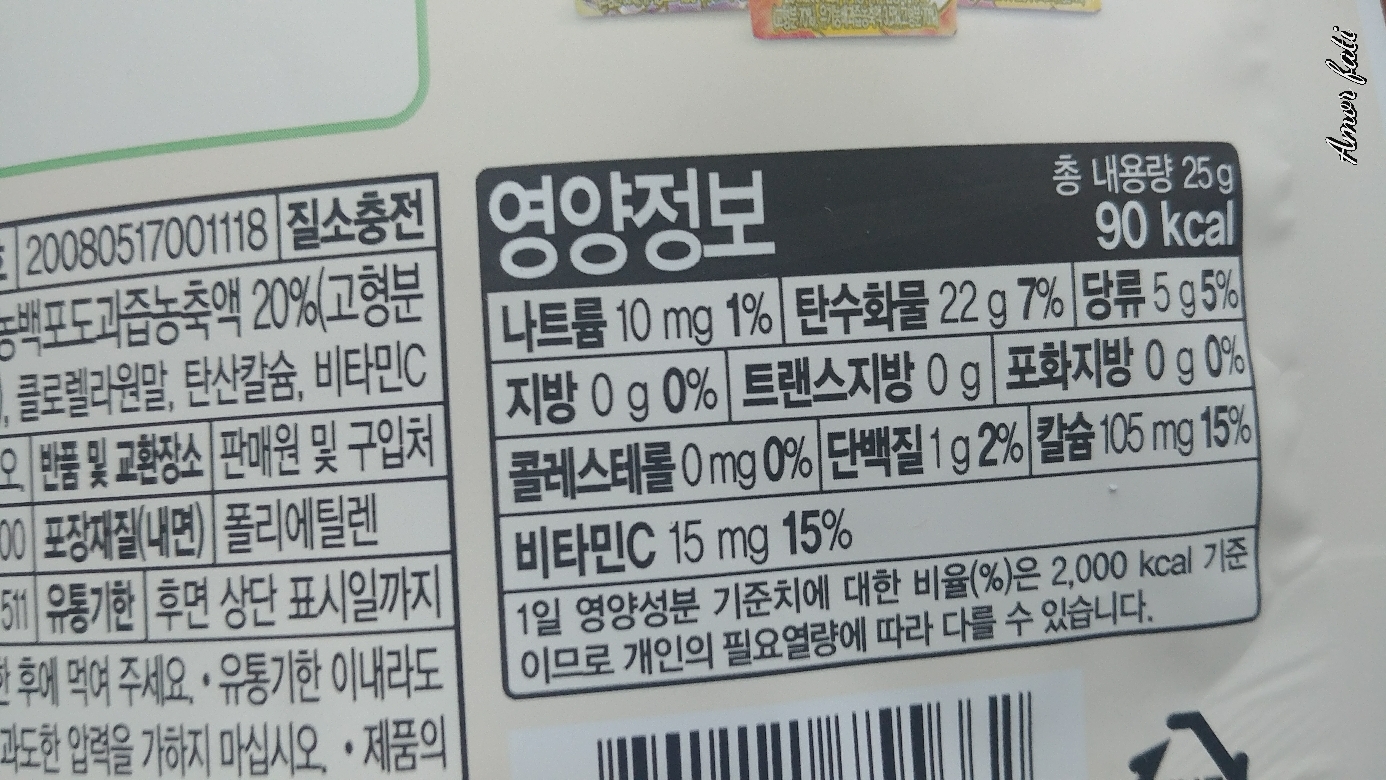 Amor fati
20080517001118 질소충전
농백포도과즙농축액 20%(고형분
클로렐라원말, 탄산칼슘, 비타민C
오. 반품 및 교환장소 판매원 및 구입처
00 포장재질(내면) 폴리에틸렌
511 유통기한 후면 상단 표시일까지
한 후에 먹여 주세요. • 유통기한 이내라도
과도한 압력을 가하지 마십시오. • 제품의
영양정보
총 내용량 25 g
90 kcal
나트륨 10 mg 1% 탄수화물 22 g 7% 당류 5 g 5%
지방 0 g 0% 트랜스지방 0 g 포화지방 0 g 0%
콜레스테롤 0 mg 0% 단백질 1 g 2% 칼슘 105 mg 15%
비타민C 15 mg 15%
1일 영양성분 기준치에 대한 비율(%)은 2,000 kcal 기준
이므로 개인의 필요열량에 따라 다를 수 있습니다.